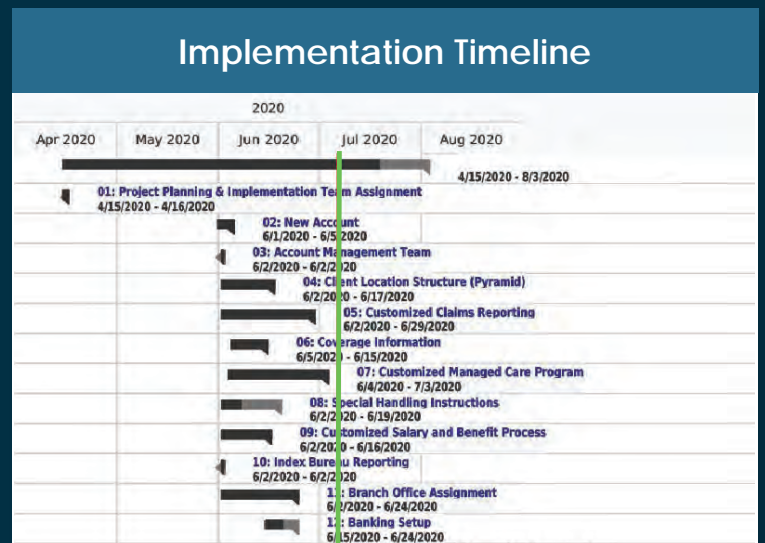 Implementation Timeline
2020
Apr 2020 May 2020 Jun 2020 Jul 2020 Aug 2020
4/15/2020 - 8/3/2020
01: Project Planning & Implementation Team Assignment
4/15/2020 - 4/16/2020
02: New Account
6/1/2020 - 6/5/2020
03: Account Management Team
6/2/2020 - 6/2/2020
04: Client Location Structure (Pyramid)
6/2/2020 - 6/17/2020
05: Customized Claims Reporting
6/2/2020 - 6/29/2020
06: Coverage Information
6/5/2020 - 6/15/2020
07: Customized Managed Care Program
6/4/2020 - 7/3/2020
08: Special Handling Instructions
6/2/2020 - 6/19/2020
09: Customized Salary and Benefit Process
6/2/2020 - 6/16/2020
10: Index Bureau Reporting
6/2/2020 - 6/2/2020
11: Branch Office Assignment
6/2/2020 - 6/24/2020
12: Banking Setup
6/15/2020 - 6/24/2020